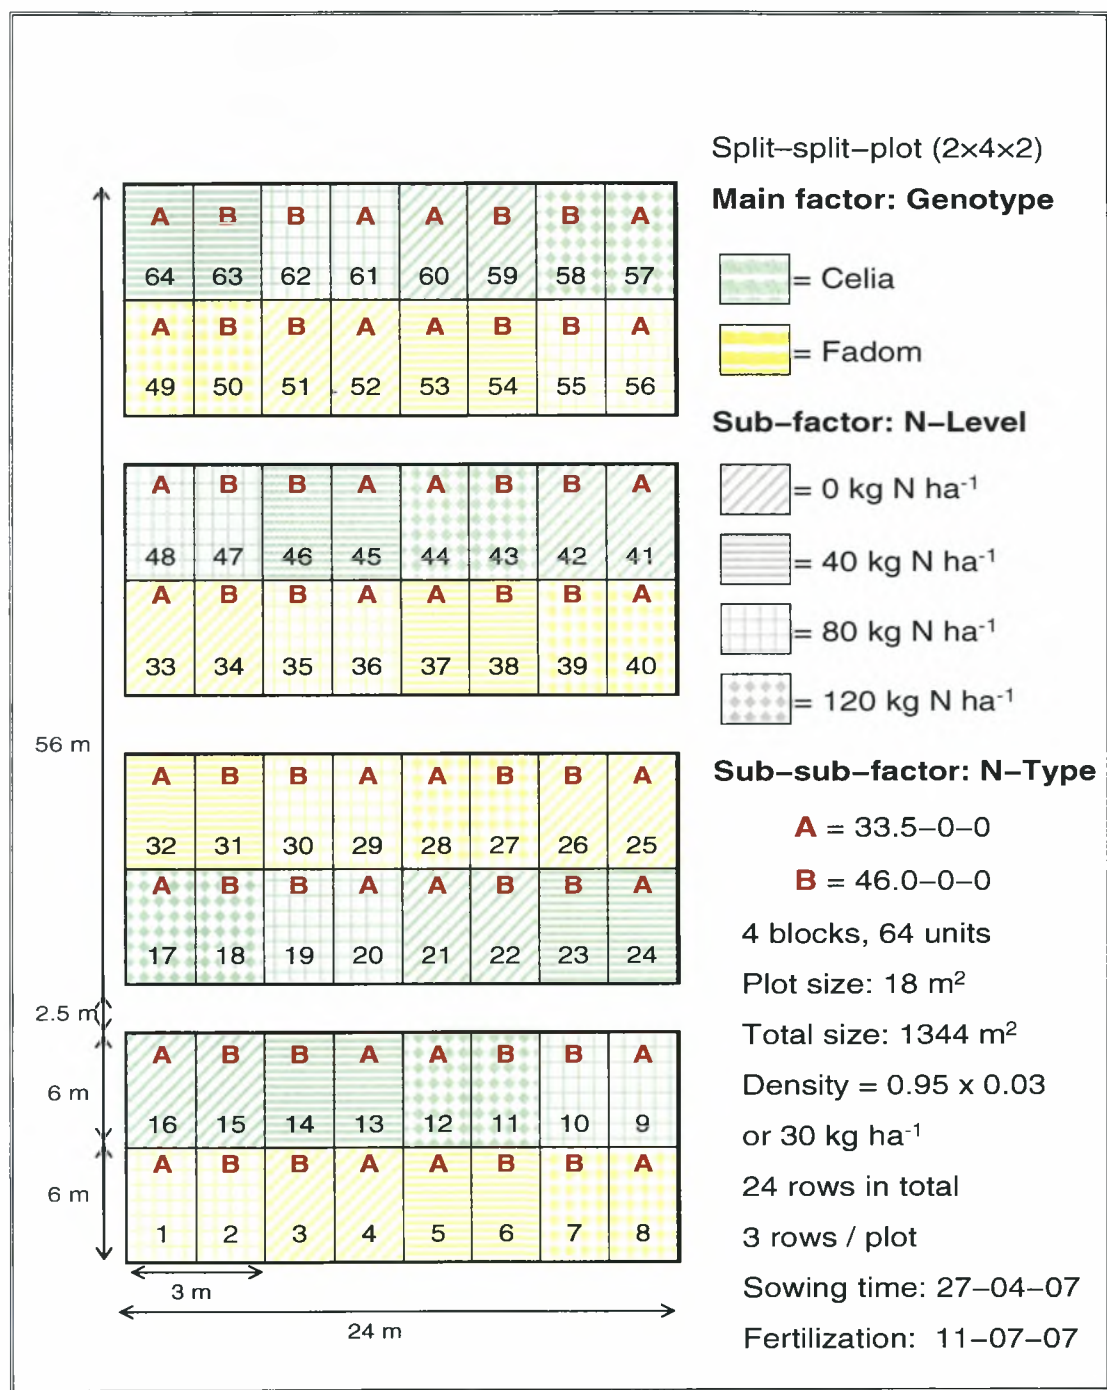 Split–split–plot (2x4x2)
Main factor: Genotype
= Celia
= Fadom
Sub–factor: N–Level
= 0 kg N ha-1
= 40 kg N ha-1
= 80 kg N ha-1
= 120 kg N ha-1
Sub–sub–factor: N–Type
A = 33.5–0–0
B = 46.0–0–0
4 blocks, 64 units
Plot size: 18 m2
Total size: 1344 m2
Density = 0.95 x 0.03
or 30 kg ha-1
24 rows in total
3 rows / plot
Sowing time: 27–04–07
Fertilization: 11–07–07
A B B A A B B A
64 63 62 61 60 59 58 57
A B B A A B B A
49 50 51 52 53 54 55 56
A B B A A B B A
48 47 46 45 44 43 42 41
A B B A A B B A
33 34 35 36 37 38 39 40
56 m
A B B A A B B A
32 31 30 29 28 27 26 25
A B B A A B B A
17 18 19 20 21 22 23 24
2.5 m
A B B A A B B A
6 m
16 15 14 13 12 11 10 9
A B B A A B B A
6 m
1 2 3 4 5 6 7 8
3 m
24 m